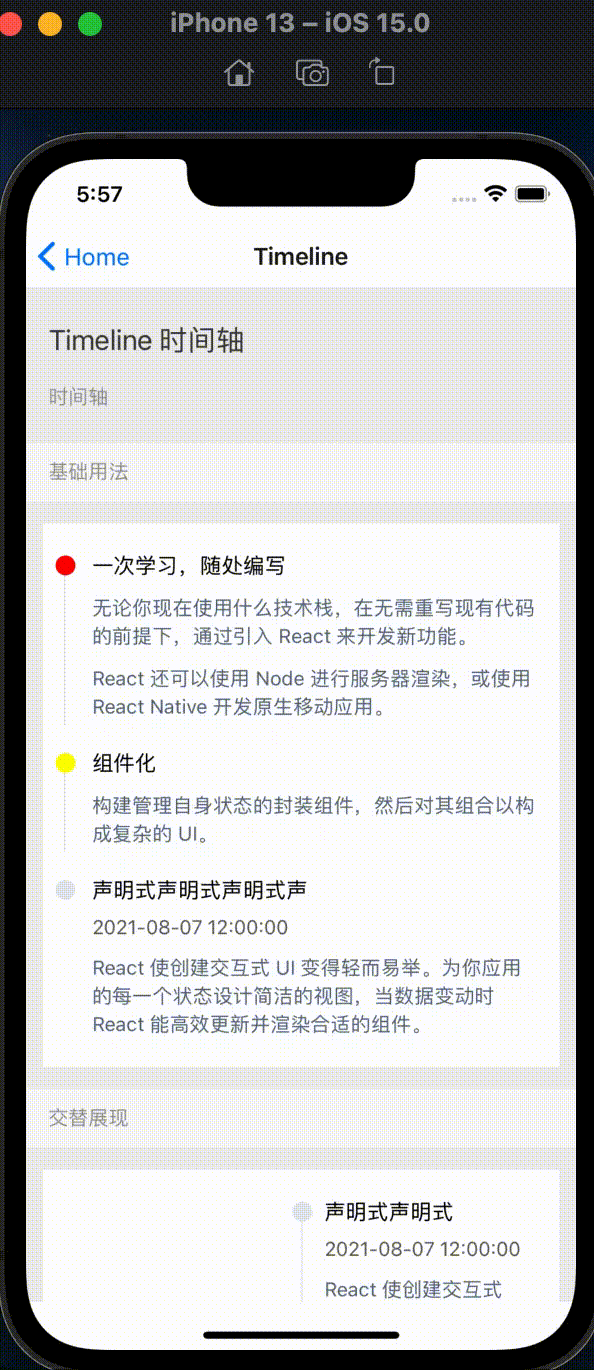 iPhone 13 – iOS 15.0
5:57
Home
Timeline
Timeline 时间轴
时间轴
基础用法
一次学习，随处编写
无论你现在使用什么技术栈，在无需重写现有代码
的前提下，通过引入 React 来开发新功能。
React 还可以使用 Node 进行服务器渲染，或使用
React Native 开发原生移动应用。
组件化
构建管理自身状态的封装组件，然后对其组合以构
成复杂的 UI。
声明式声明式声明式声
2021-08-07 12:00:00
React 使创建交互式 UI 变得轻而易举。为你应用
的每一个状态设计简洁的视图，当数据变动时
React 能高效更新并渲染合适的组件。
交替展现
声明式声明式
2021-08-07 12:00:00
React 使创建交互式